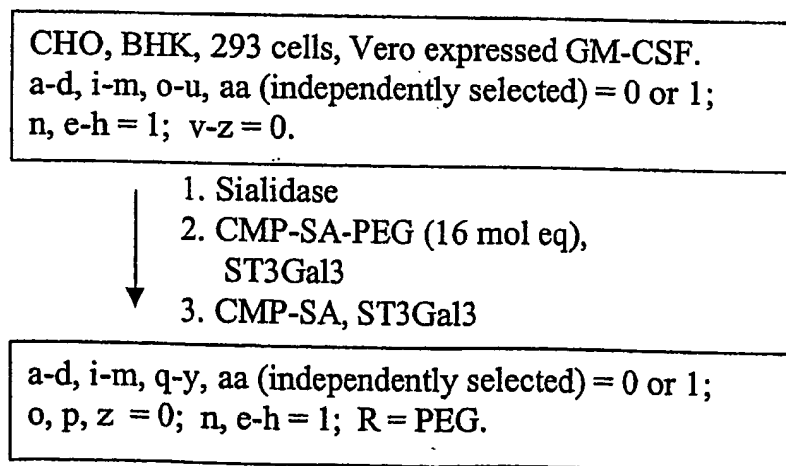 CHO, BHK, 293 cells, Vero expressed GM-CSF.
a-d, i-m, o-u, aa (independently selected) = 0 or 1;
n, e-h = 1; v-z = 0.
1. Sialidase
2. CMP-SA-PEG (16 mol eq),
ST3Gal3
3. CMP-SA, ST3Gal3
a-d, i-m, q-y, aa (independently selected) = 0 or 1;
o, p, z = 0; n, e-h = 1; R = PEG.